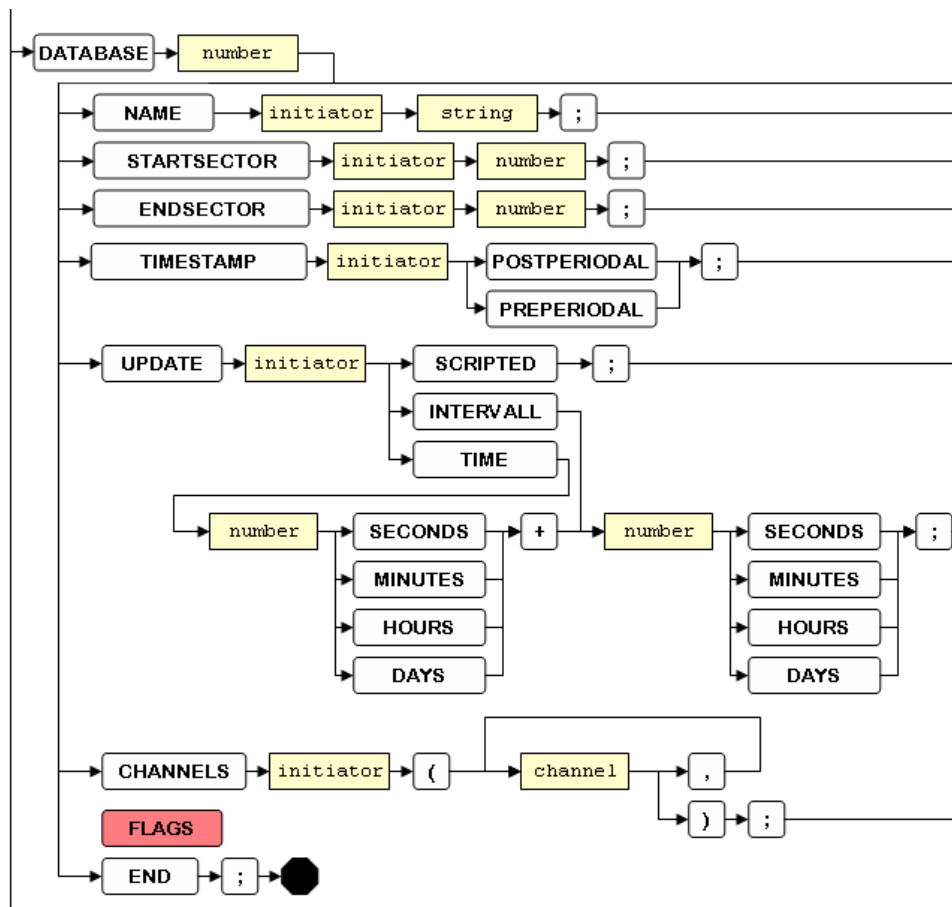 DATABASE number
NAME initiator string ;
STARTSECTOR initiator number ;
ENDSECTOR initiator number ;
TIMESTAMP initiator POSTPERIODAL ;
PREPERIODAL
UPDATE initiator SCRIPTED ;
INTERVALL
TIME
number SECONDS + number SECONDS ;
MINUTES MINUTES
HOURS HOURS
DAYS DAYS
CHANNELS initiator ( channel ,
) ;
FLAGS
END ;